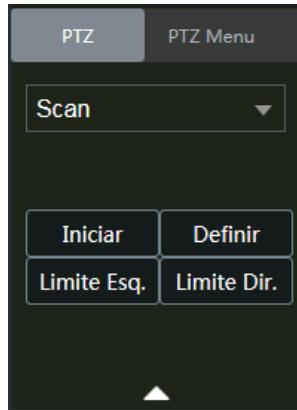 PTZ PTZ Menu
Scan
Iniciar Definir
Limite Esq. Limite Dir.